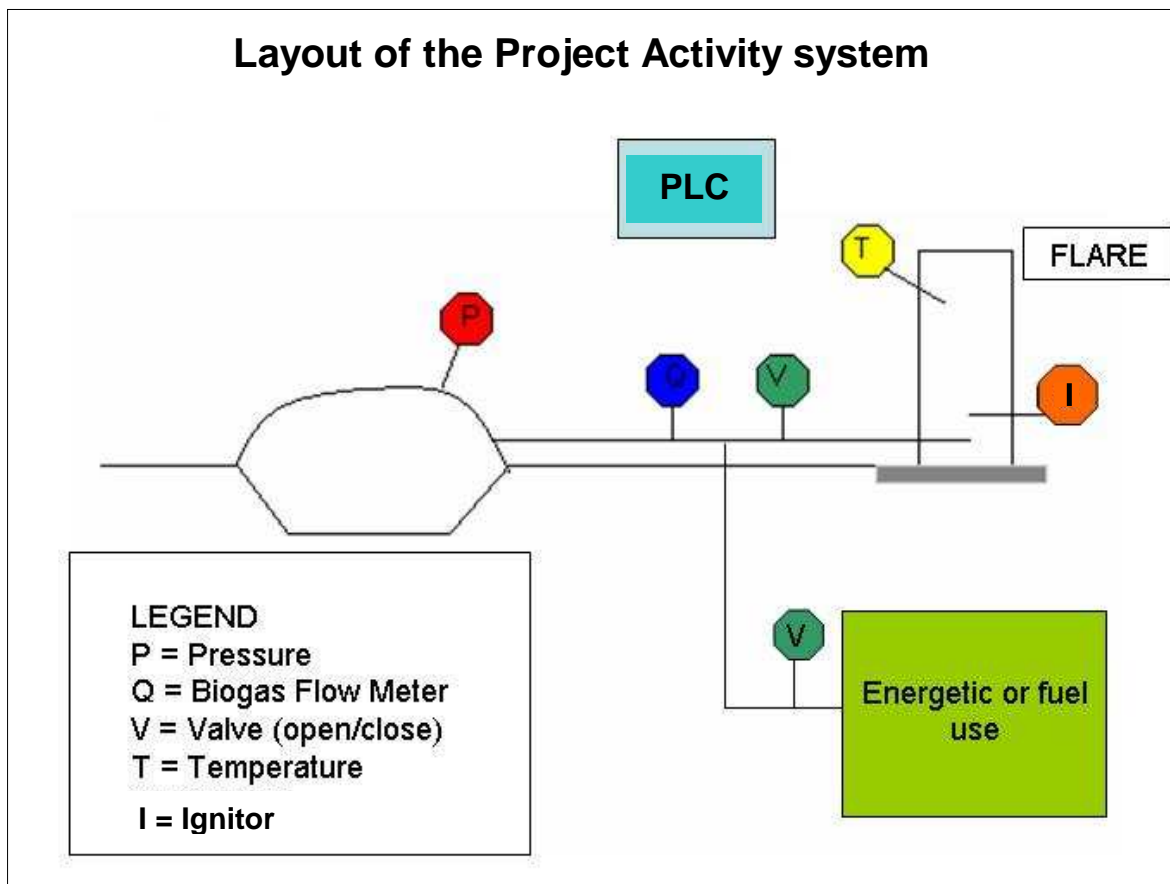 Layout of the Project Activity system
PLC
T
FLARE
P
Q
V
I
V
Energetic or fuel
use
LEGEND
P = Pressure
Q = Biogas Flow Meter
V = Valve (open/close)
T = Temperature
I = Ignitor